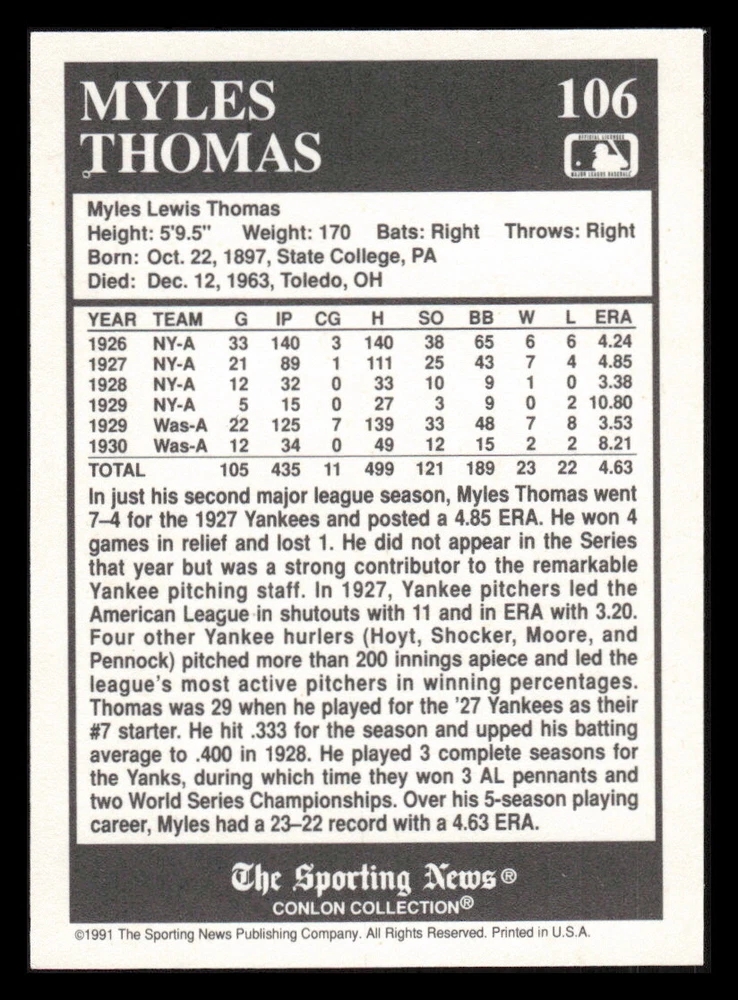 MYLES 106
THOMAS
OFFICIAL LICENSEE
MAJOR LEAGUE BASEBALL
Myles Lewis Thomas
Height: 5'9.5" Weight: 170 Bats: Right Throws: Right
Born: Oct. 22, 1897, State College, PA
Died: Dec. 12, 1963, Toledo, OH
YEAR TEAM G IP CG H SO BB W L ERA
1926 NY-A 33 140 3 140 38 65 6 6 4.24
1927 NY-A 21 89 1 111 25 43 7 4 4.85
1928 NY-A 12 32 0 33 10 9 1 0 3.38
1929 NY-A 5 15 0 27 3 9 0 2 10.80
1929 Was-A 22 125 7 139 33 48 7 8 3.53
1930 Was-A 12 34 0 49 12 15 2 2 8.21
TOTAL 105 435 11 499 121 189 23 22 4.63
In just his second major league season, Myles Thomas went
7–4 for the 1927 Yankees and posted a 4.85 ERA. He won 4
games in relief and lost 1. He did not appear in the Series
that year but was a strong contributor to the remarkable
Yankee pitching staff. In 1927, Yankee pitchers led the
American League in shutouts with 11 and in ERA with 3.20.
Four other Yankee hurlers (Hoyt, Shocker, Moore, and
Pennock) pitched more than 200 innings apiece and led the
league's most active pitchers in winning percentages.
Thomas was 29 when he played for the '27 Yankees as their
#7 starter. He hit .333 for the season and upped his batting
average to .400 in 1928. He played 3 complete seasons for
the Yanks, during which time they won 3 AL pennants and
two World Series Championships. Over his 5-season playing
career, Myles had a 23–22 record with a 4.63 ERA.
The Sporting News®
CONLON COLLECTION®
©1991 The Sporting News Publishing Company. All Rights Reserved. Printed in U.S.A.